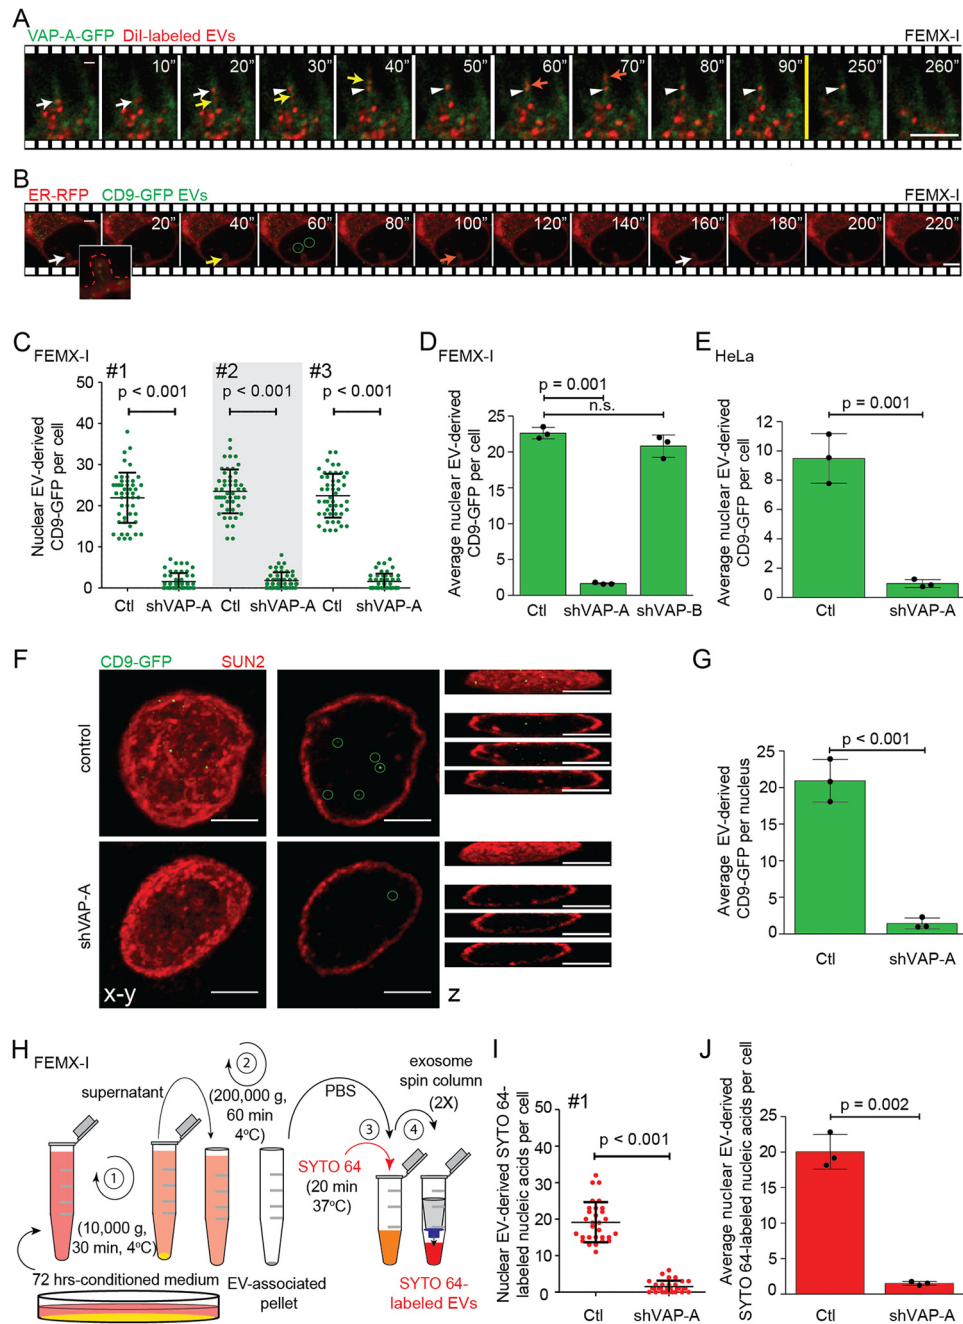 A
VAP-A-GFP DiI-labeled EVs FEMX-I
10” 20” 30” 40” 50” 60” 70” 80” 90” 250” 260”
B
ER-RFP CD9-GFP EVs FEMX-I
20” 40” 60” 80” 100” 120” 140” 160” 180” 200” 220”
C
FEMX-I
#1 #2 #3
p < 0.001 p < 0.001 p < 0.001
Nuclear EV-derived
CD9-GFP per cell
50
40
30
20
10
0
Ctl shVAP-A Ctl shVAP-A Ctl shVAP-A
D
FEMX-I
p = 0.001
n.s.
Average nuclear EV-derived
CD9-GFP per cell
25
20
15
10
5
0
Ctl shVAP-A shVAP-B
E
HeLa
p = 0.001
Average nuclear EV-derived
CD9-GFP per cell
12
10
8
6
4
2
0
Ctl shVAP-A
F
CD9-GFP SUN2
control
shVAP-A
x-y
z
G
p < 0.001
Average EV-derived
CD9-GFP per nucleus
25
20
15
10
5
0
Ctl shVAP-A
H
FEMX-I
supernatant
2
(200,000 g,
60 min
4ºC)
PBS
exosome
spin column
(2X)
3
4
SYTO 64
(20 min
37ºC)
1
(10,000 g,
30 min, 4ºC)
72 hrs-conditioned medium
EV-associated
pellet
SYTO 64-
labeled EVs
I
#1
p < 0.001
Nuclear EV-derived SYTO 64-
labeled nucleic acids per cell
50
40
30
20
10
0
Ctl shVAP-A
J
p = 0.002
Average nuclear EV-derived
SYTO 64-labeled nucleic acids per cell
25
20
15
10
5
0
Ctl shVAP-A